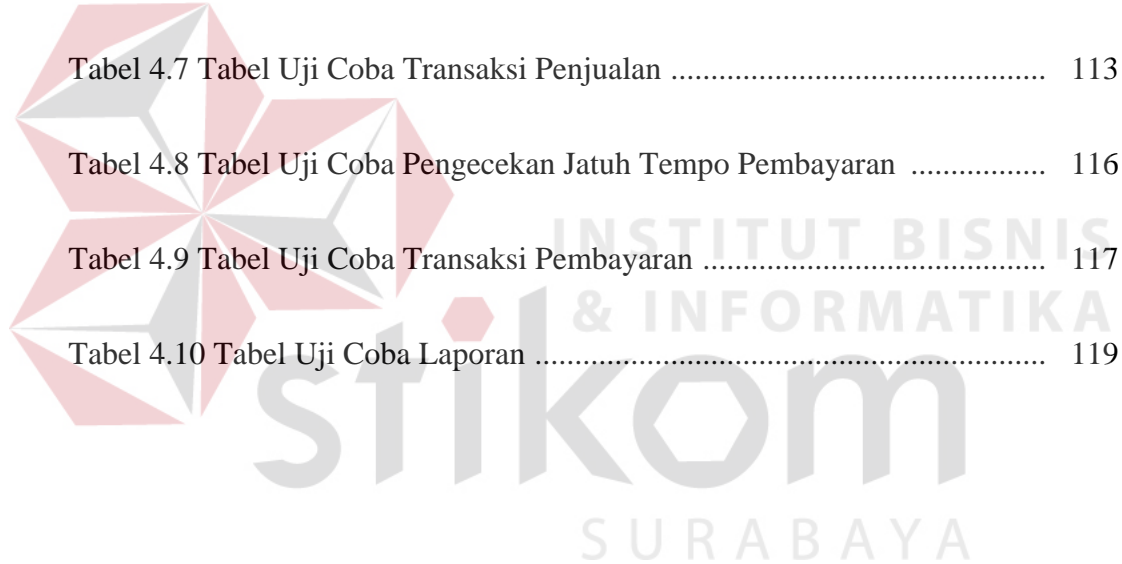 Tabel 4.7 Tabel Uji Coba Transaksi Penjualan .............................................. 113
Tabel 4.8 Tabel Uji Coba Pengecekan Jatuh Tempo Pembayaran ................. 116
Tabel 4.9 Tabel Uji Coba Transaksi Pembayaran .......................................... 117
Tabel 4.10 Tabel Uji Coba Laporan ............................................................... 119
INSTITUT BISNIS
& INFORMATIKA
stikom
SURABAYA